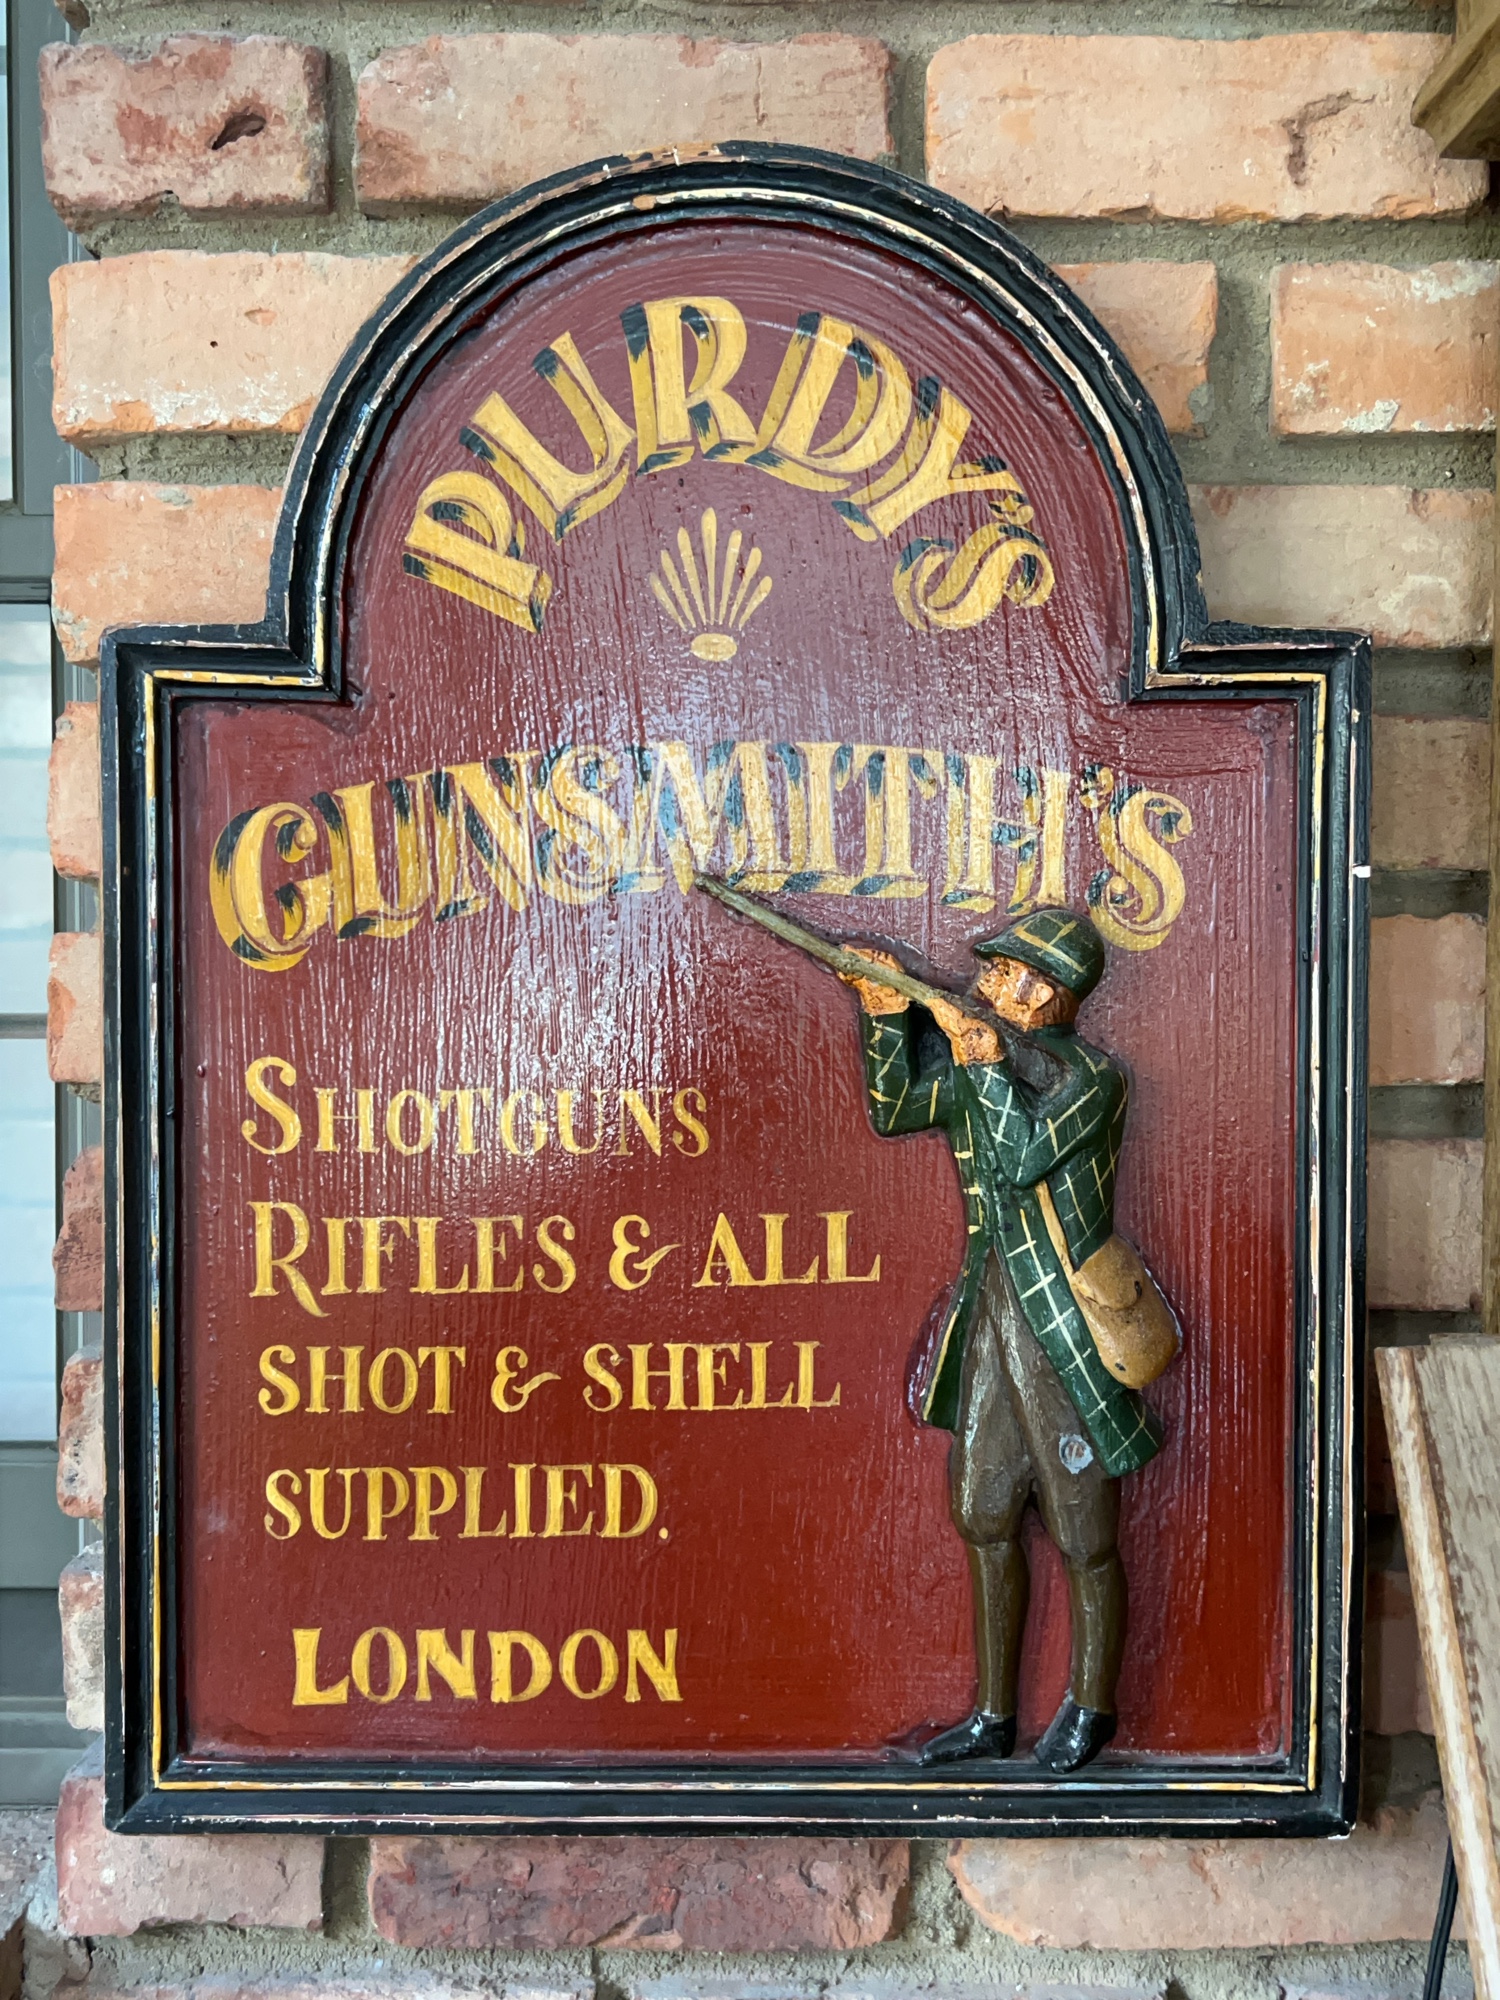 PURDY'S
GUNSMITH'S
SHOTGUNS
RIFLES & ALL
SHOT & SHELL
SUPPLIED.
LONDON